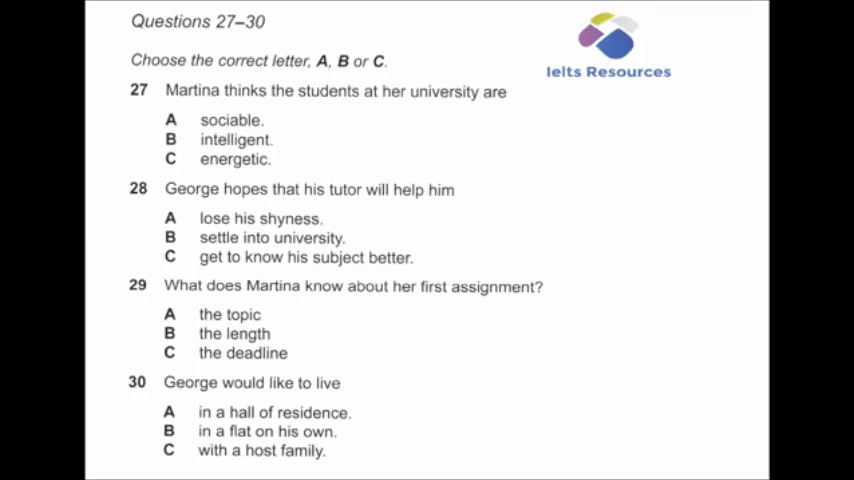 Questions 27–30
Ielts Resources
Choose the correct letter, A, B or C.
27 Martina thinks the students at her university are
A sociable.
B intelligent.
C energetic.
28 George hopes that his tutor will help him
A lose his shyness.
B settle into university.
C get to know his subject better.
29 What does Martina know about her first assignment?
A the topic
B the length
C the deadline
30 George would like to live
A in a hall of residence.
B in a flat on his own.
C with a host family.